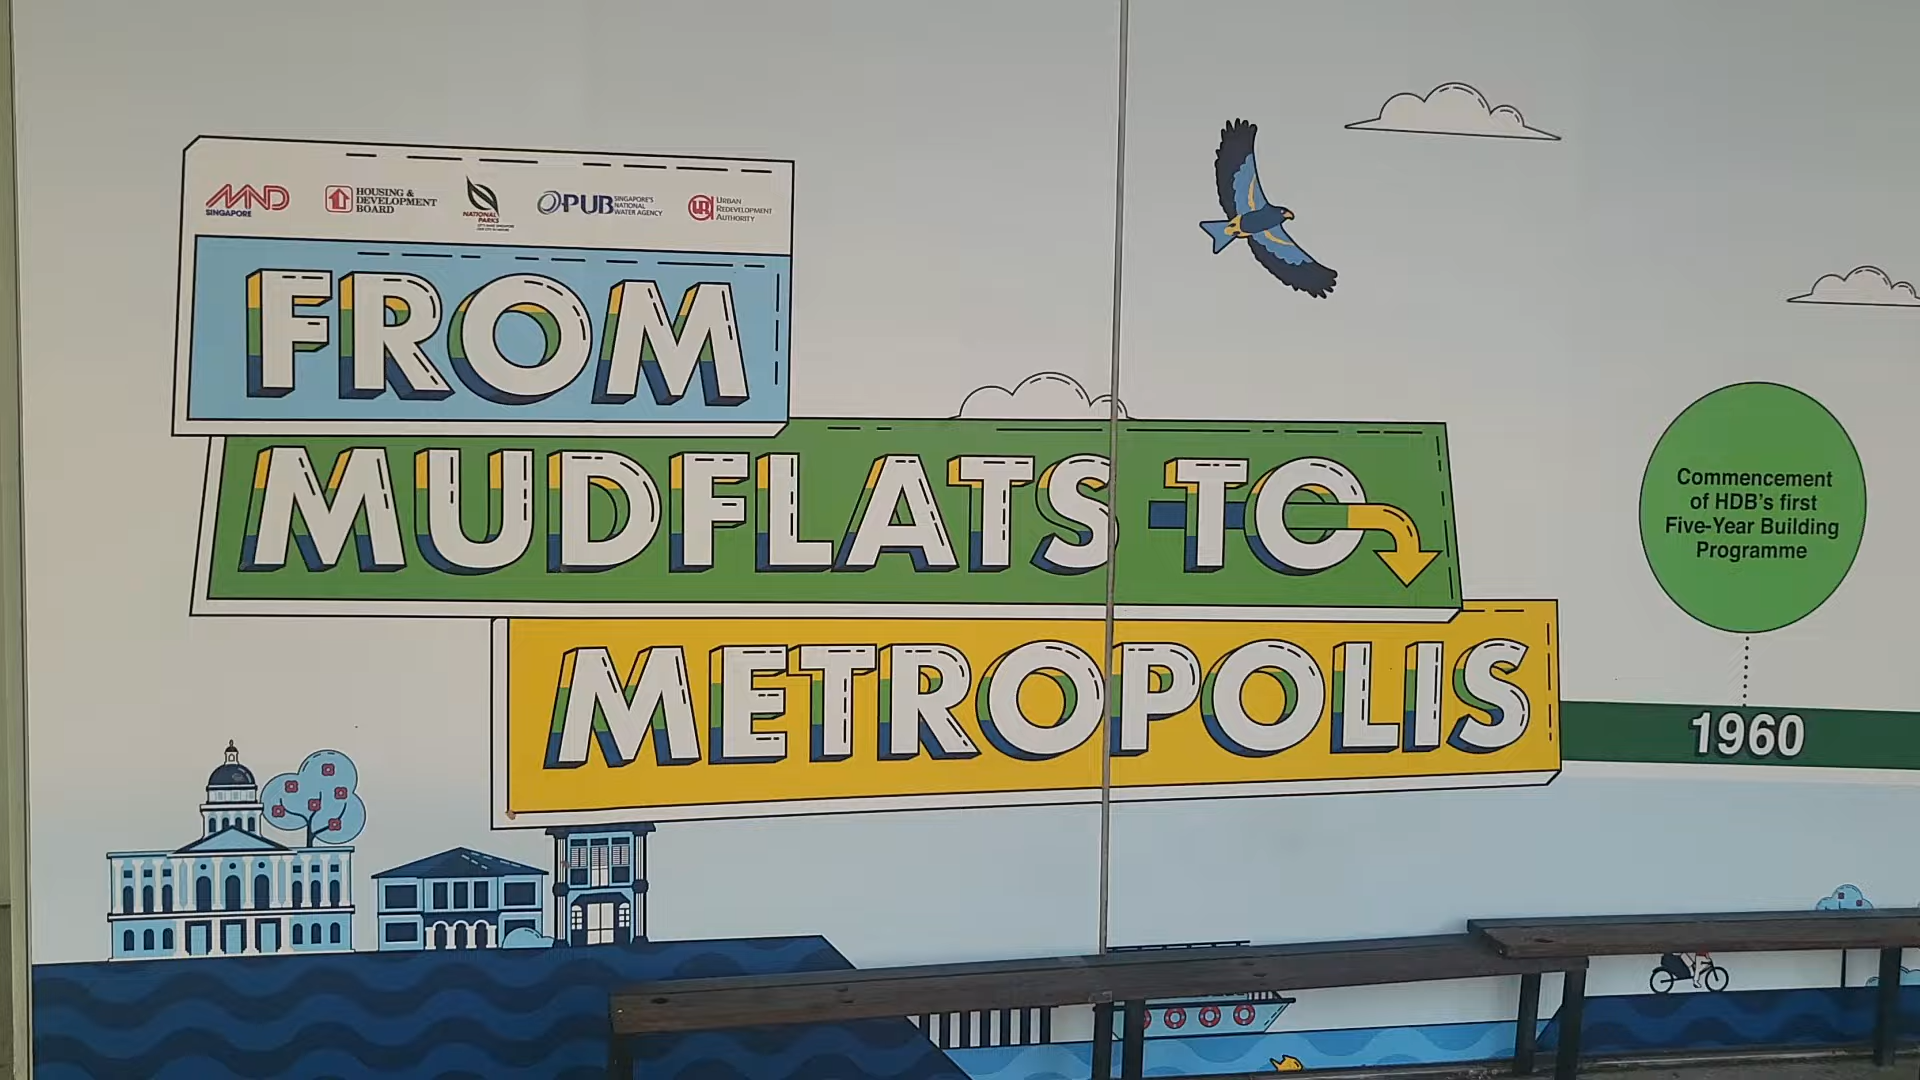 MND
SINGAPORE
HOUSING &
DEVELOPMENT
BOARD
NATIONAL
PARKS
PUB
SINGAPORE'S
NATIONAL
WATER AGENCY
URA
URBAN
REDEVELOPMENT
AUTHORITY
FROM
MUDFLATS TO
METROPOLIS
Commencement
of HDB's first
Five-Year Building
Programme
1960